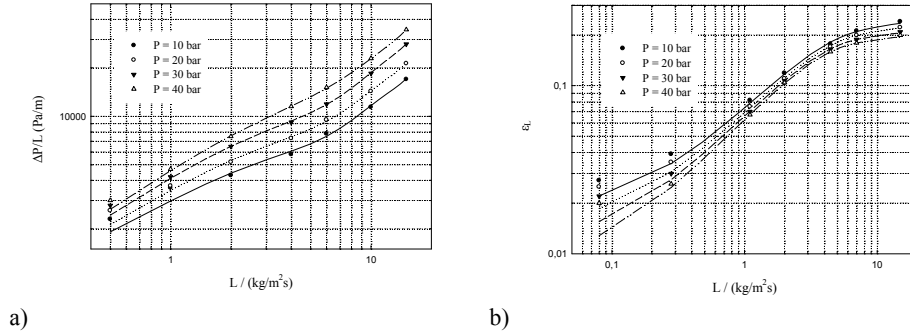 P = 10 bar
P = 20 bar
P = 30 bar
P = 40 bar
10000
ΔP/L (Pa/m)
1
10
L / (kg/m²s)
a)
P = 10 bar
P = 20 bar
P = 30 bar
P = 40 bar
0,1
0,01
εL
0,1
1
10
L / (kg/m²s)
b)